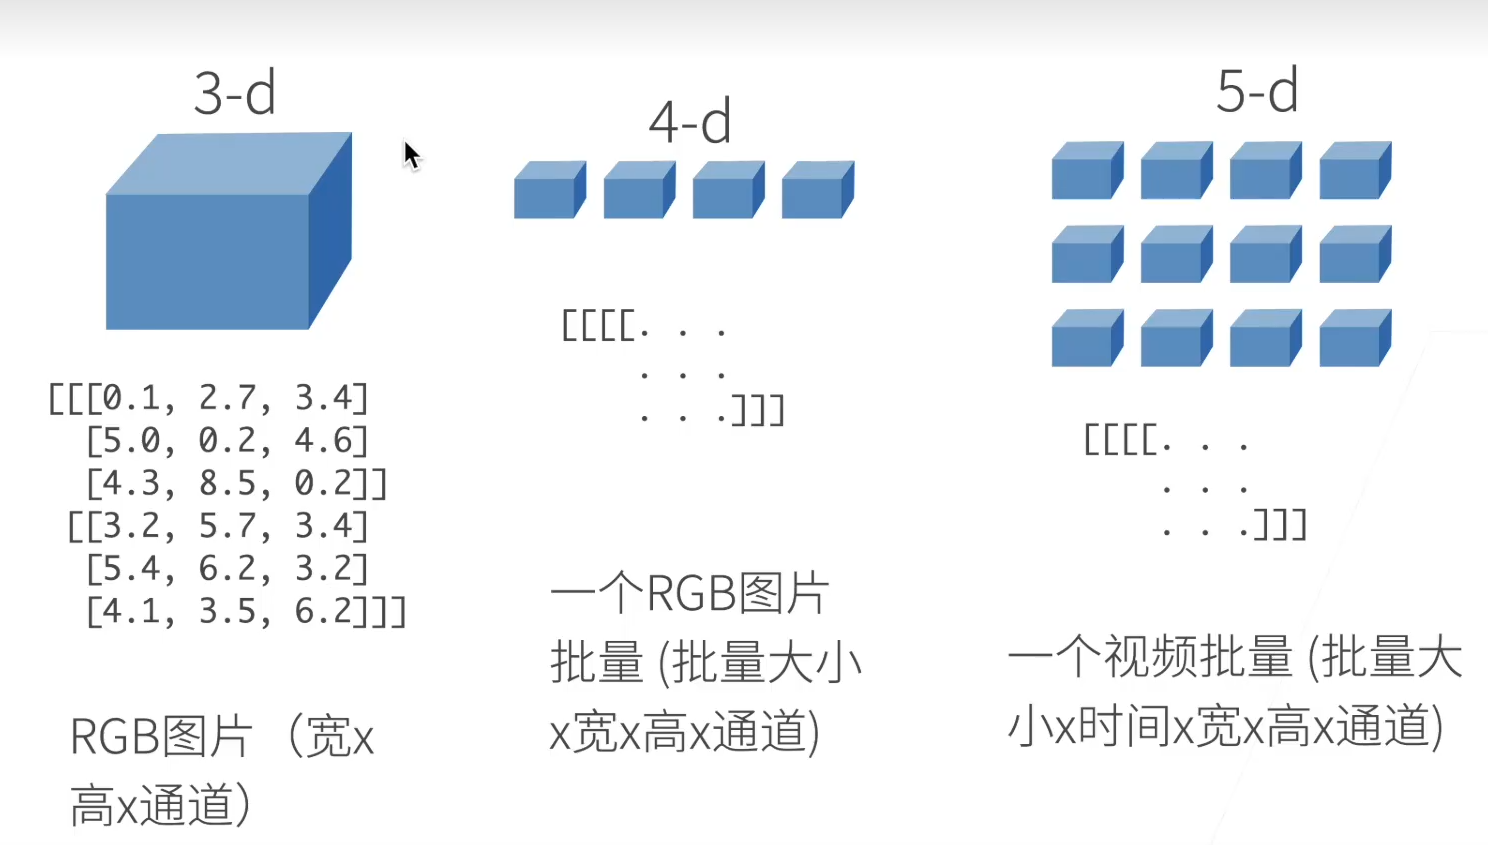 3-d
[[[0.1, 2.7, 3.4]
[5.0, 0.2, 4.6]
[4.3, 8.5, 0.2]]
[[3.2, 5.7, 3.4]
[5.4, 6.2, 3.2]
[4.1, 3.5, 6.2]]]
RGB图片（宽x
高x通道）
4-d
[[[[. . .
. . .
. . .]]]
一个RGB图片
批量 (批量大小
x宽x高x通道)
5-d
[[[[. . .
. . .
. . .]]]
一个视频批量 (批量大
小x时间x宽x高x通道)